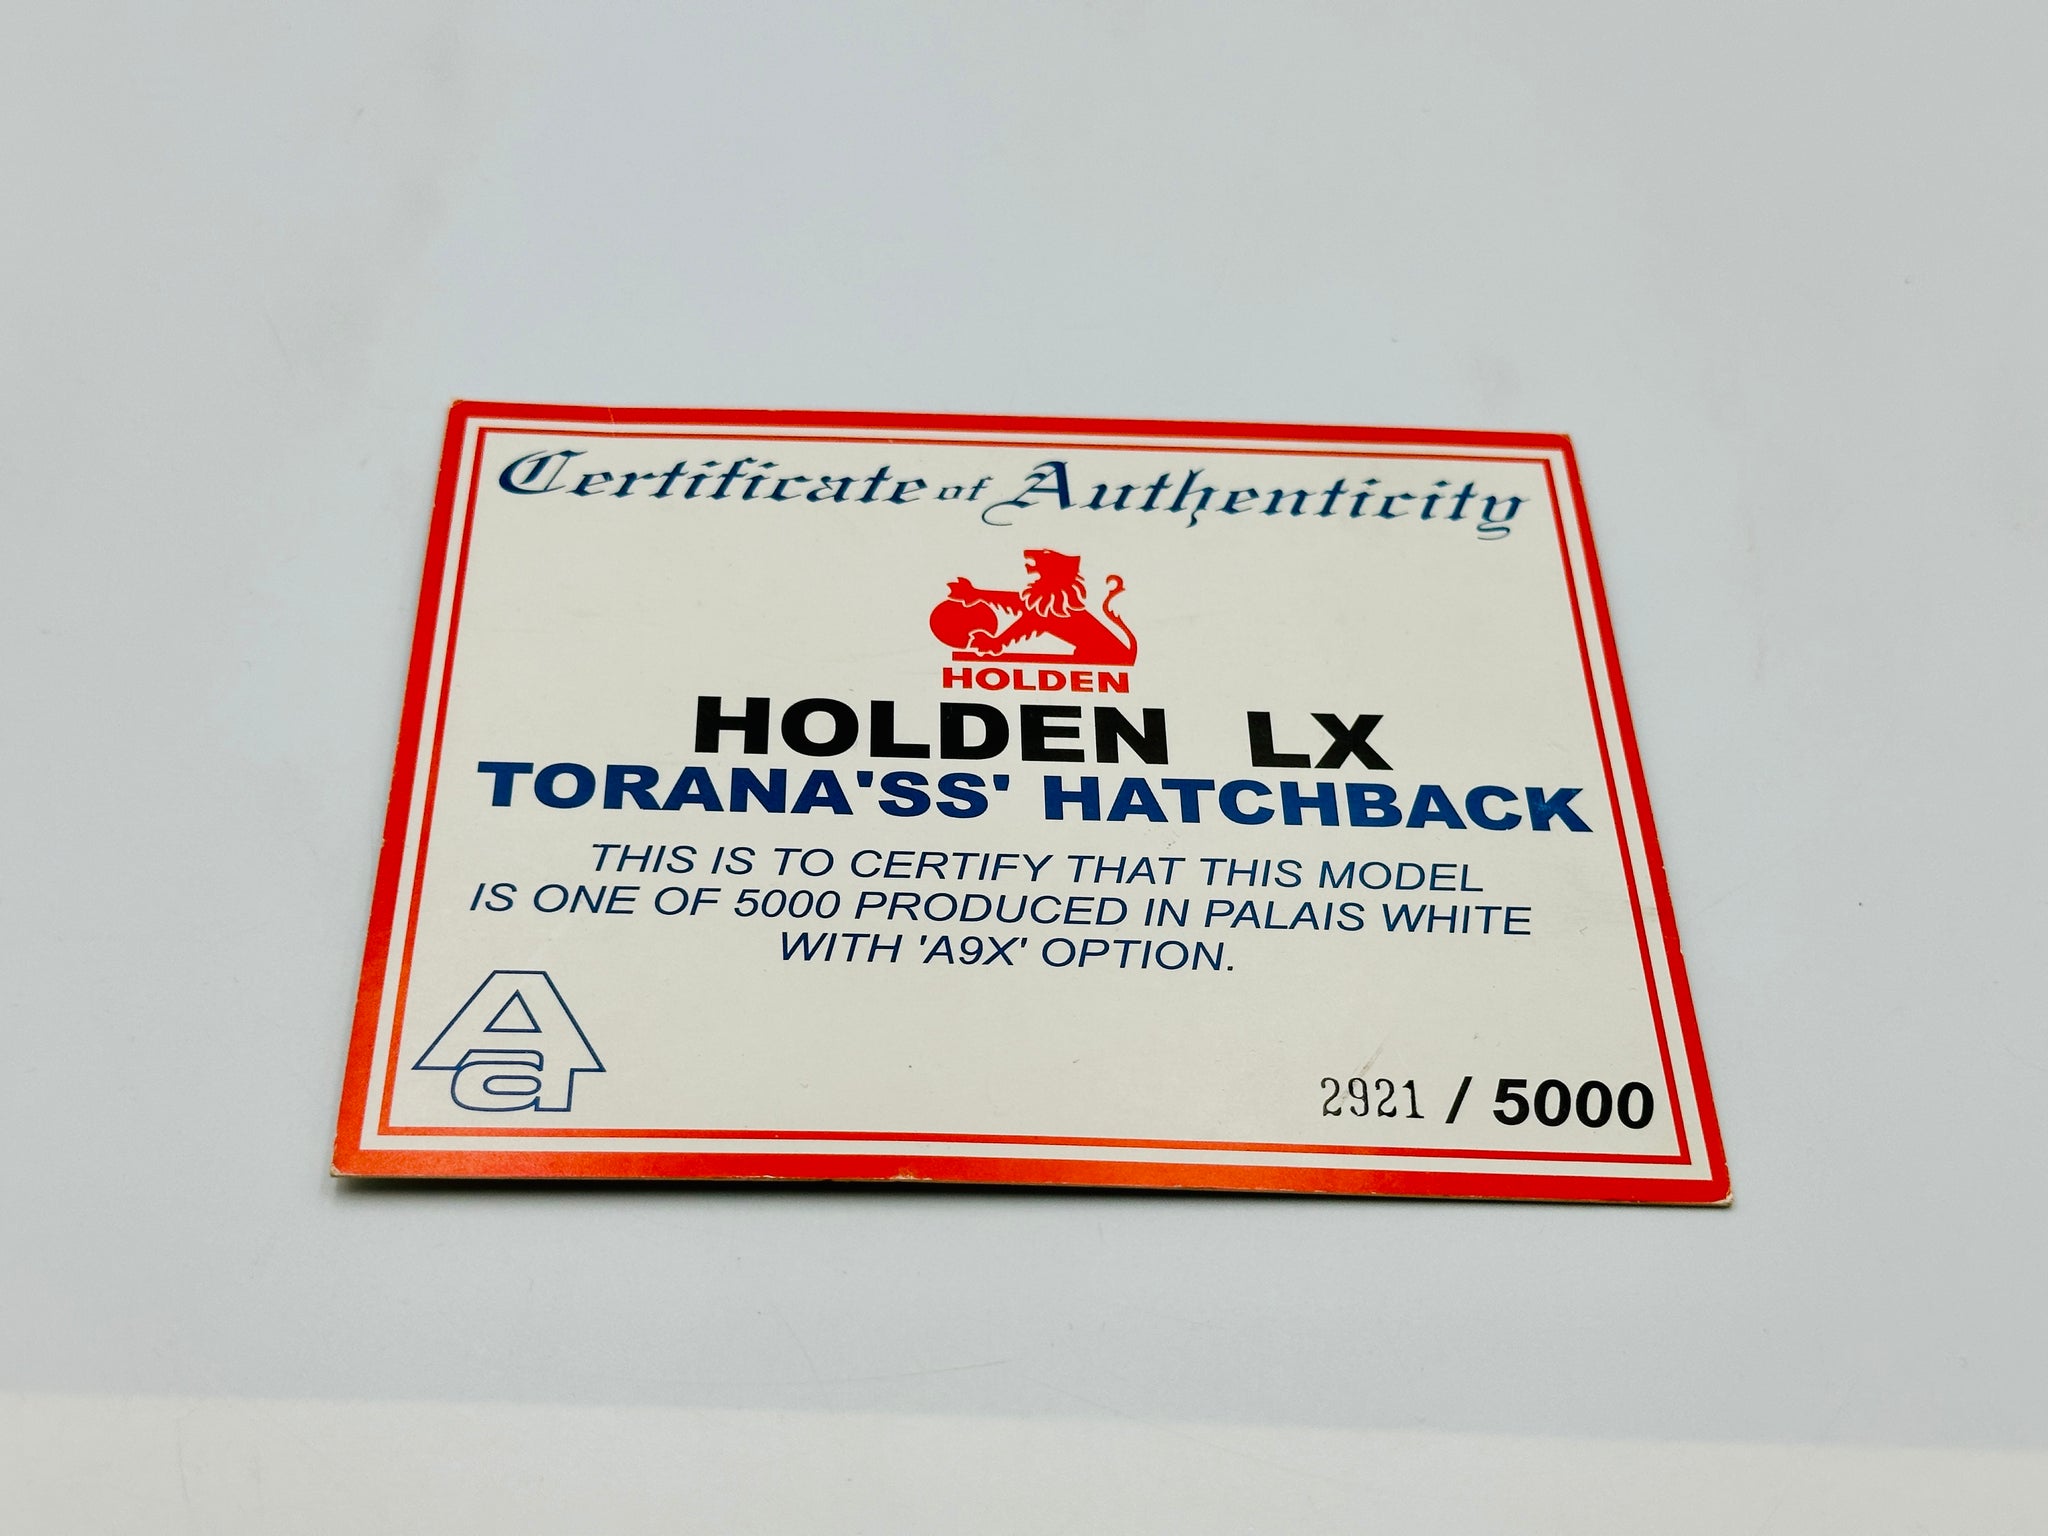 Certificate of Authenticity
HOLDEN
HOLDEN LX
TORANA'SS' HATCHBACK
THIS IS TO CERTIFY THAT THIS MODEL
IS ONE OF 5000 PRODUCED IN PALAIS WHITE
WITH 'A9X' OPTION.
Aa
2921 / 5000